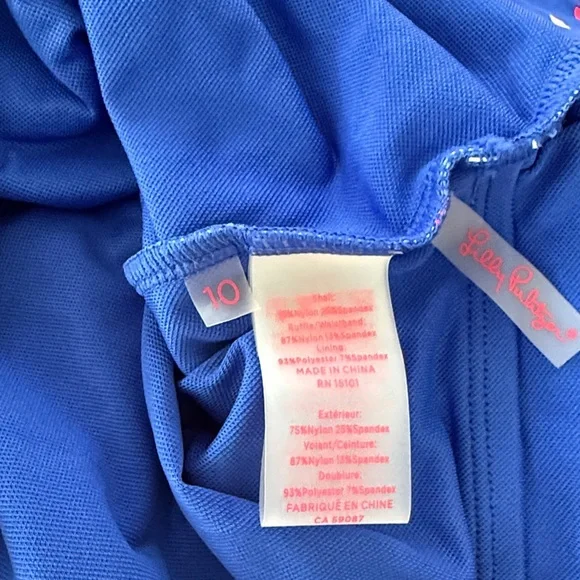 10
Lilly Pulitzer®
Shell:
Nylon 25%Spandex
Ruffle/Waistband:
87%Nylon 13%Spandex
Lining:
93%Polyester 7%Spandex
MADE IN CHINA
RN 16101
Extérieur:
75%Nylon 25%Spandex
Volant/Ceinture:
87%Nylon 13%Spandex
Doublure:
93%Polyester 7%Spandex
FABRIQUÉ EN CHINE
CA 59087